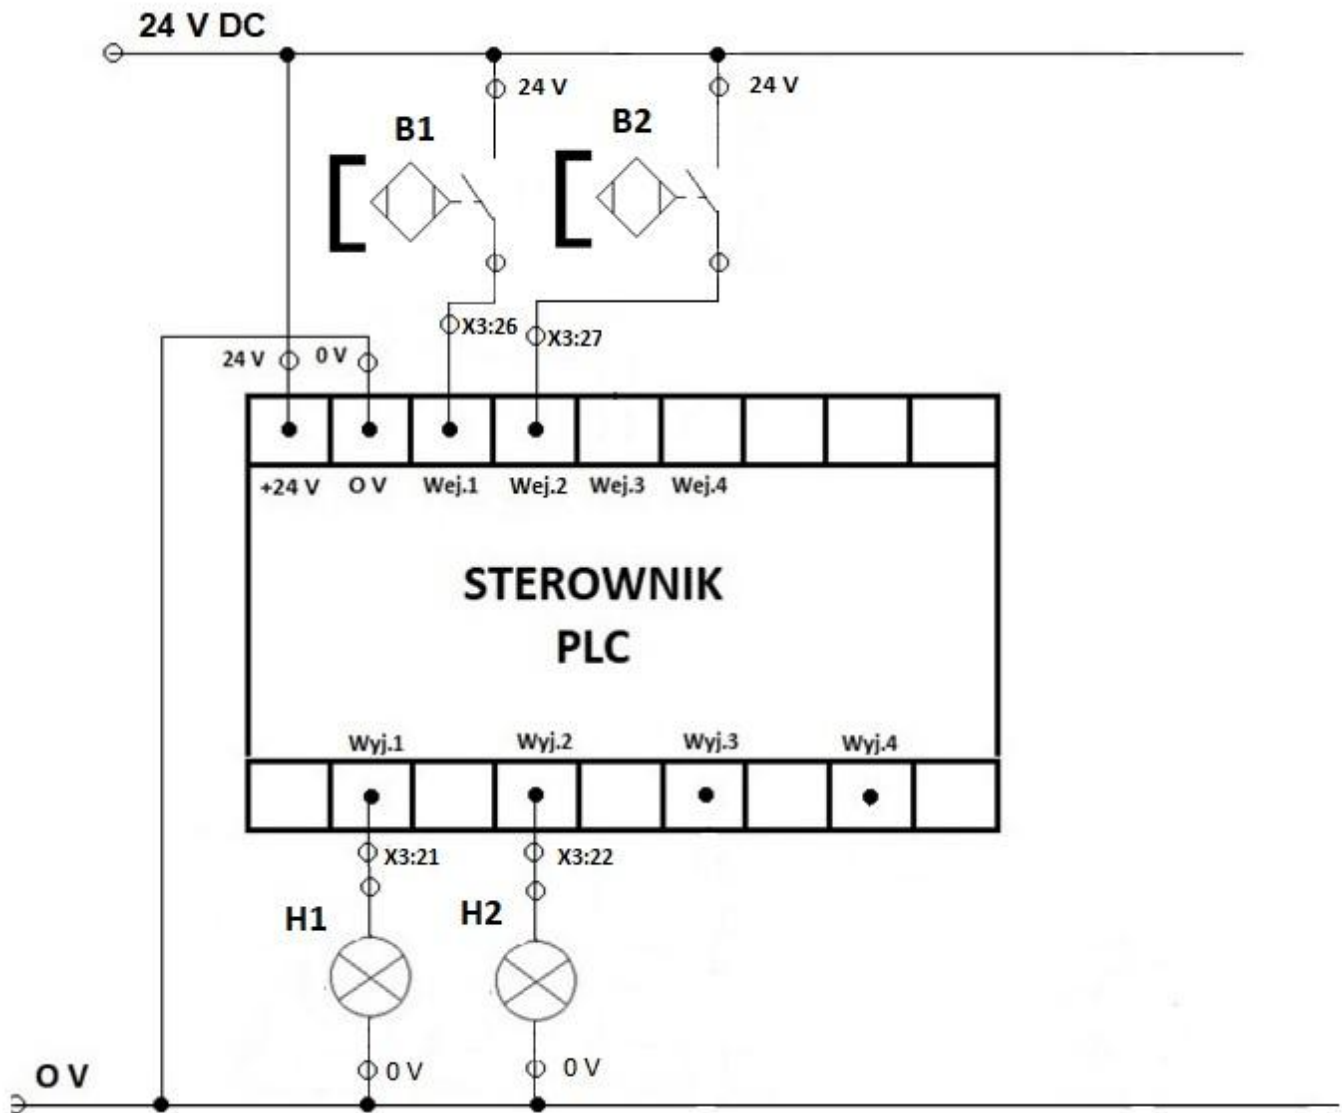 24 V DC
24 V
24 V
B1
B2
X3:26
X3:27
24 V
0 V
+24 V
O V
Wej.1
Wej.2
Wej.3
Wej.4
STEROWNIK
PLC
Wyj.1
Wyj.2
Wyj.3
Wyj.4
X3:21
X3:22
H1
H2
0 V
0 V
O V